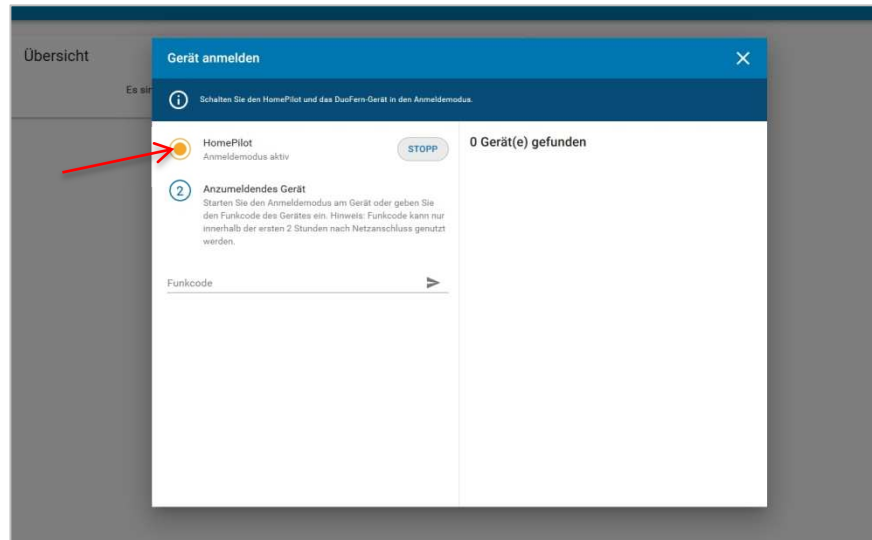 Übersicht
Es sin
Gerät anmelden
Schalten Sie den HomePilot und das DuoFern-Gerät in den Anmeldemodus.
HomePilot
Anmeldemodus aktiv
STOPP
0 Gerät(e) gefunden
2
Anzumeldendes Gerät
Starten Sie den Anmeldemodus am Gerät oder geben Sie
den Funkcode des Gerätes ein. Hinweis: Funkcode kann nur
innerhalb der ersten 2 Stunden nach Netzanschluss genutzt
werden.
Funkcode